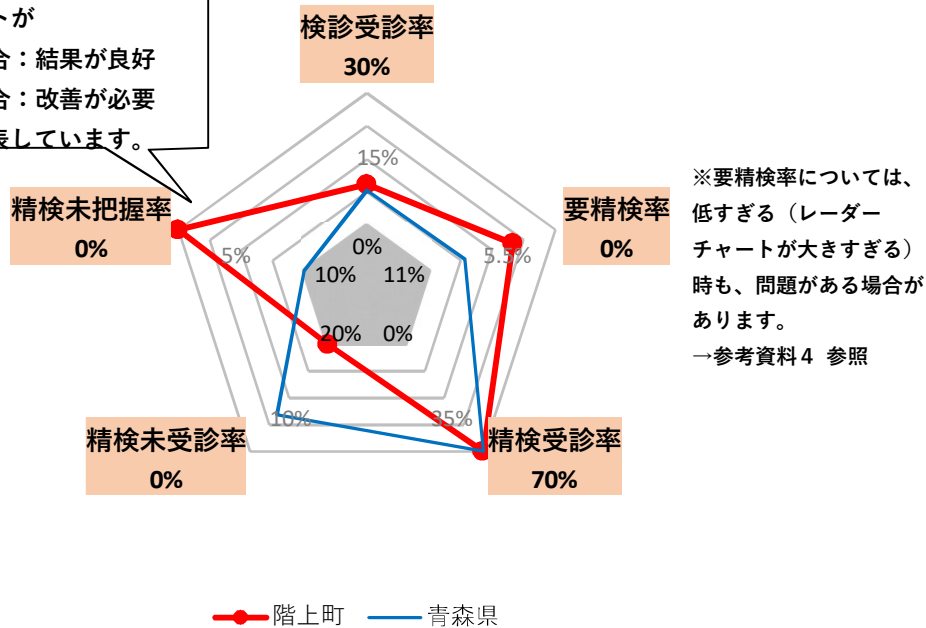 トが
合：結果が良好
合：改善が必要
表しています。
検診受診率
30%
15%
精検未把握率
0%
5%
要精検率
0%
5.5%
0%
10%
11%
20%
0%
10%
35%
精検未受診率
0%
精検受診率
70%
※要精検率については、
低すぎる（レーダー
チャートが大きすぎる）
時も、問題がある場合が
あります。
→参考資料４ 参照
階上町
青森県